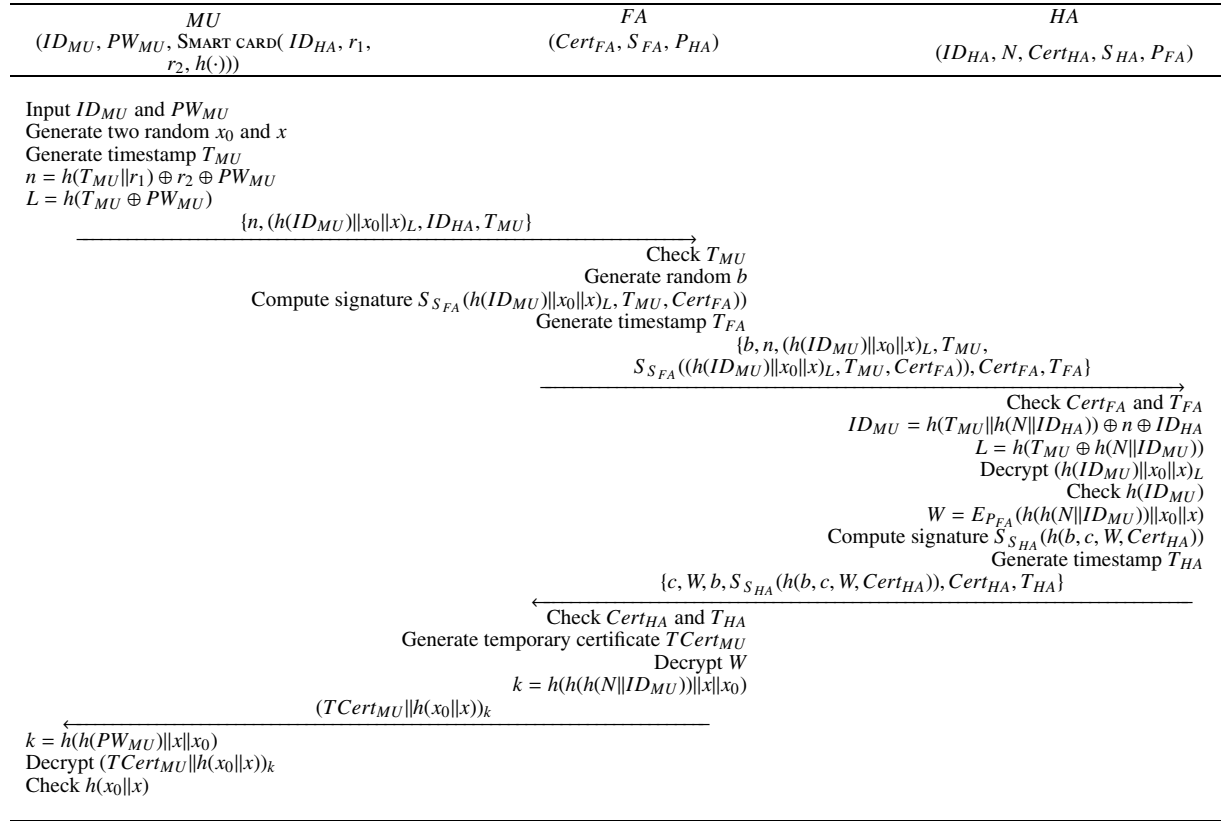 MU FA HA
(ID_MU, PW_MU, SMART CARD( ID_HA, r_1, (Cert_FA, S_FA, P_HA)
r_2, h(·))) (ID_HA, N, Cert_HA, S_HA, P_FA)
Input ID_MU and PW_MU
Generate two random x_0 and x
Generate timestamp T_MU
n = h(T_MU||r_1) ⊕ r_2 ⊕ PW_MU
L = h(T_MU ⊕ PW_MU)
{n, (h(ID_MU)||x_0||x)_L, ID_HA, T_MU}
Check T_MU
Generate random b
Compute signature S_{S_FA}(h(ID_MU)||x_0||x)_L, T_MU, Cert_FA))
Generate timestamp T_FA
{b, n, (h(ID_MU)||x_0||x)_L, T_MU,
S_{S_FA}((h(ID_MU)||x_0||x)_L, T_MU, Cert_FA)), Cert_FA, T_FA}
Check Cert_FA and T_FA
ID_MU = h(T_MU||h(N||ID_HA)) ⊕ n ⊕ ID_HA
L = h(T_MU ⊕ h(N||ID_MU))
Decrypt (h(ID_MU)||x_0||x)_L
Check h(ID_MU)
W = E_{P_FA}(h(h(N||ID_MU))||x_0||x)
Compute signature S_{S_HA}(h(b, c, W, Cert_HA))
Generate timestamp T_HA
{c, W, b, S_{S_HA}(h(b, c, W, Cert_HA)), Cert_HA, T_HA}
Check Cert_HA and T_HA
Generate temporary certificate TCert_MU
Decrypt W
k = h(h(h(N||ID_MU))||x||x_0)
(TCert_MU||h(x_0||x))_k
k = h(h(PW_MU)||x||x_0)
Decrypt (TCert_MU||h(x_0||x))_k
Check h(x_0||x)